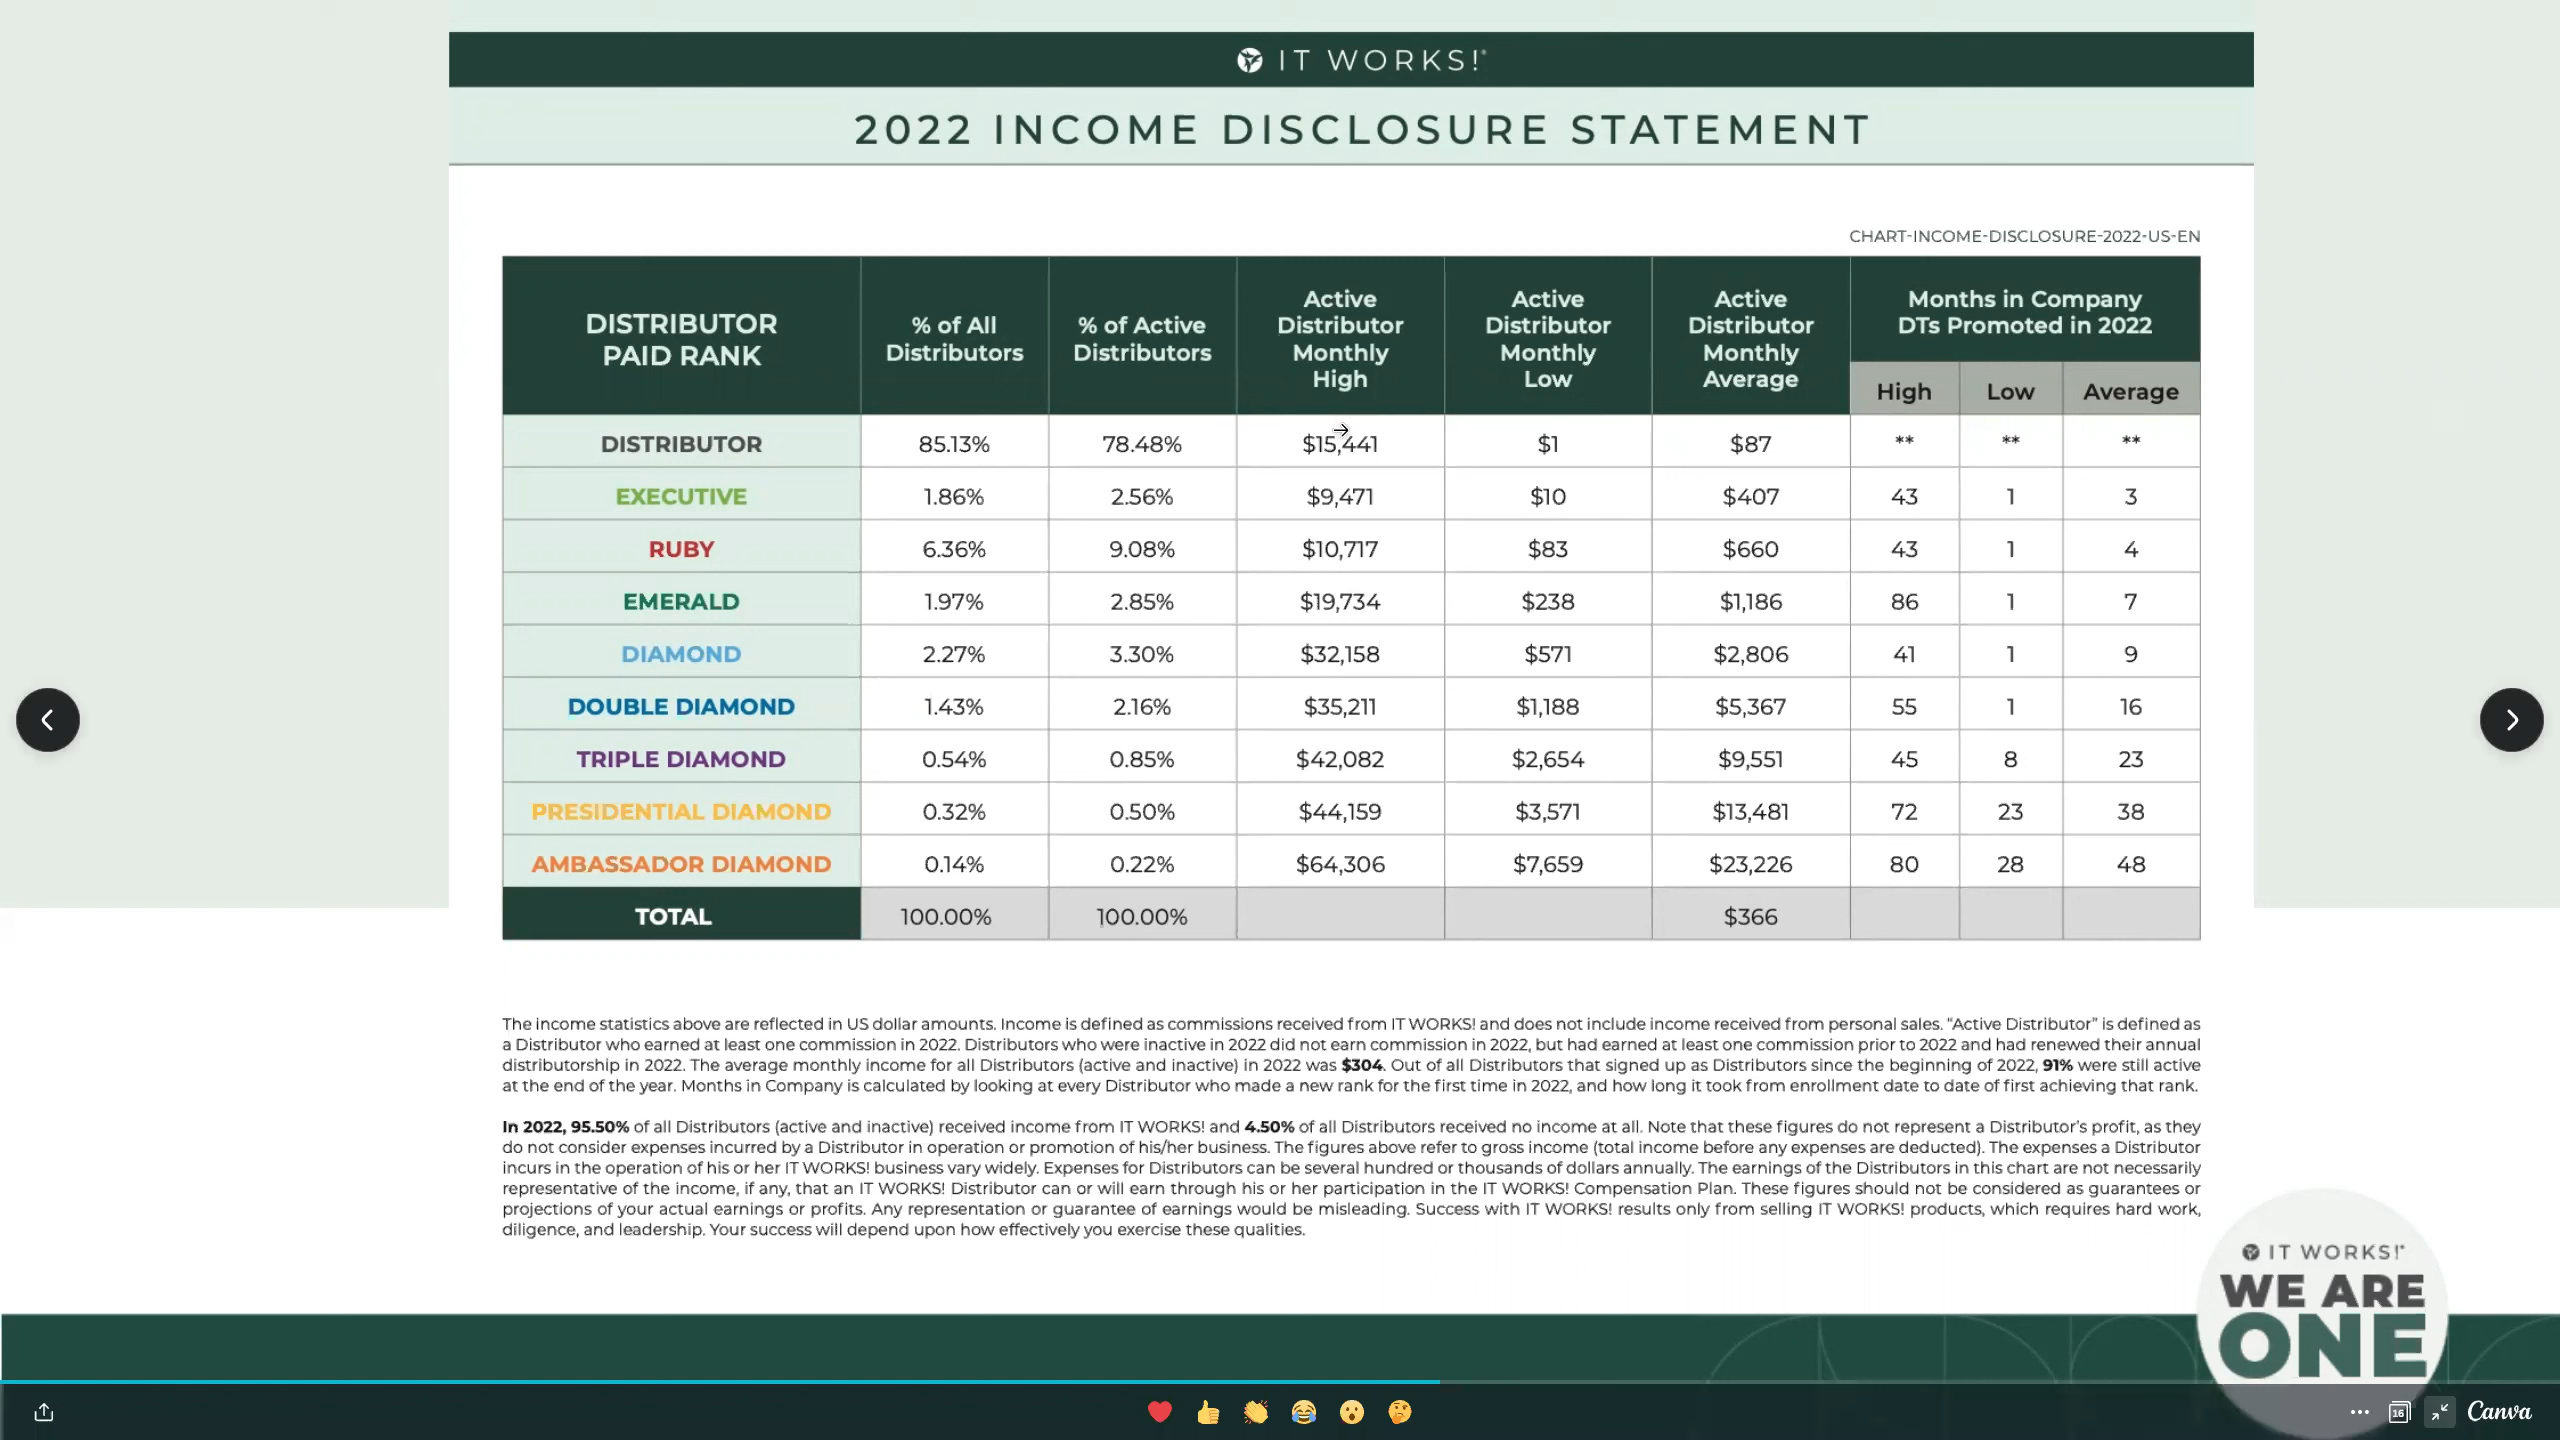 IT WORKS!
2022 INCOME DISCLOSURE STATEMENT
CHART-INCOME-DISCLOSURE-2022-US-EN
DISTRIBUTOR PAID RANK | % of All Distributors | % of Active Distributors | Active Distributor Monthly High | Active Distributor Monthly Low | Active Distributor Monthly Average | Months in Company DTs Promoted in 2022
High | Low | Average
DISTRIBUTOR | 85.13% | 78.48% | $15,441 | $1 | $87 | ** | ** | **
EXECUTIVE | 1.86% | 2.56% | $9,471 | $10 | $407 | 43 | 1 | 3
RUBY | 6.36% | 9.08% | $10,717 | $83 | $660 | 43 | 1 | 4
EMERALD | 1.97% | 2.85% | $19,734 | $238 | $1,186 | 86 | 1 | 7
DIAMOND | 2.27% | 3.30% | $32,158 | $571 | $2,806 | 41 | 1 | 9
DOUBLE DIAMOND | 1.43% | 2.16% | $35,211 | $1,188 | $5,367 | 55 | 1 | 16
TRIPLE DIAMOND | 0.54% | 0.85% | $42,082 | $2,654 | $9,551 | 45 | 8 | 23
PRESIDENTIAL DIAMOND | 0.32% | 0.50% | $44,159 | $3,571 | $13,481 | 72 | 23 | 38
AMBASSADOR DIAMOND | 0.14% | 0.22% | $64,306 | $7,659 | $23,226 | 80 | 28 | 48
TOTAL | 100.00% | 100.00% | $366
The income statistics above are reflected in US dollar amounts. Income is defined as commissions received from IT WORKS! and does not include income received from personal sales. “Active Distributor” is defined as
a Distributor who earned at least one commission in 2022. Distributors who were inactive in 2022 did not earn commission in 2022, but had earned at least one commission prior to 2022 and had renewed their annual
distributorship in 2022. The average monthly income for all Distributors (active and inactive) in 2022 was $304. Out of all Distributors that signed up as Distributors since the beginning of 2022, 91% were still active
at the end of the year. Months in Company is calculated by looking at every Distributor who made a new rank for the first time in 2022, and how long it took from enrollment date to date of first achieving that rank.
In 2022, 95.50% of all Distributors (active and inactive) received income from IT WORKS! and 4.50% of all Distributors received no income at all. Note that these figures do not represent a Distributor’s profit, as they
do not consider expenses incurred by a Distributor in operation or promotion of his/her business. The figures above refer to gross income (total income before any expenses are deducted). The expenses a Distributor
incurs in the operation of his or her IT WORKS! business vary widely. Expenses for Distributors can be several hundred or thousands of dollars annually. The earnings of the Distributors in this chart are not necessarily
representative of the income, if any, that an IT WORKS! Distributor can or will earn through his or her participation in the IT WORKS! Compensation Plan. These figures should not be considered as guarantees or
projections of your actual earnings or profits. Any representation or guarantee of earnings would be misleading. Success with IT WORKS! results only from selling IT WORKS! products, which requires hard work,
diligence, and leadership. Your success will depend upon how effectively you exercise these qualities.
IT WORKS!
WE ARE
ONE
16
Canva